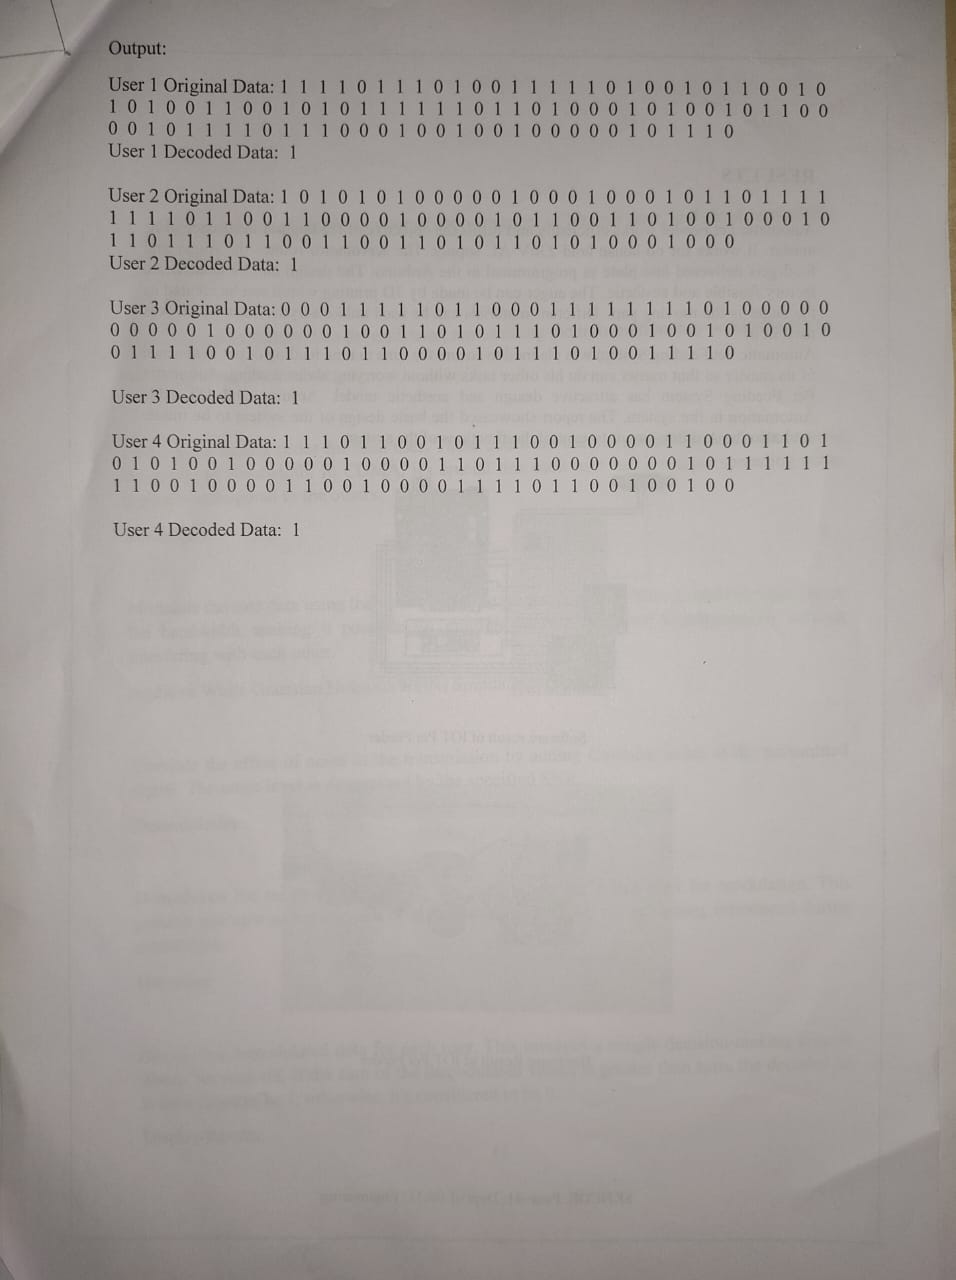 Output:
User 1 Original Data: 1 1 1 1 0 1 1 1 0 1 0 0 1 1 1 1 1 0 1 0 0 1 0 1 1 0 0 1 0
1 0 1 0 0 1 1 0 0 1 0 1 0 1 1 1 1 1 1 0 1 1 0 1 0 0 0 1 0 1 0 0 1 0 1 1 0 0
0 0 1 0 1 1 1 1 0 1 1 1 0 0 0 1 0 0 1 0 0 1 0 0 0 0 0 1 0 1 1 1 0
User 1 Decoded Data: 1
User 2 Original Data: 1 0 1 0 1 0 1 0 0 0 0 0 1 0 0 0 1 0 0 0 1 0 1 1 0 1 1 1 1
1 1 1 1 0 1 1 0 0 1 1 0 0 0 0 1 0 0 0 0 1 0 1 1 0 0 1 1 0 1 0 0 1 0 0 0 1 0
1 1 0 1 1 1 0 1 1 0 0 1 1 0 0 1 1 0 1 0 1 1 0 1 0 1 0 0 0 1 0 0 0
User 2 Decoded Data: 1
User 3 Original Data: 0 0 0 1 1 1 1 1 0 1 1 0 0 0 1 1 1 1 1 1 1 1 0 1 0 0 0 0 0
0 0 0 0 0 1 0 0 0 0 0 0 1 0 0 1 1 0 1 0 1 1 1 0 1 0 0 0 1 0 0 1 0 1 0 0 1 0
0 1 1 1 1 0 0 1 0 1 1 1 0 1 1 0 0 0 0 1 0 1 1 1 0 1 0 0 1 1 1 1 0
User 3 Decoded Data: 1
User 4 Original Data: 1 1 1 0 1 1 0 0 1 0 1 1 1 0 0 1 0 0 0 0 1 1 0 0 0 1 1 0 1
0 1 0 1 0 0 1 0 0 0 0 0 1 0 0 0 0 1 1 0 1 1 1 0 0 0 0 0 0 0 1 0 1 1 1 1 1 1
1 1 0 0 1 0 0 0 0 1 1 0 0 1 0 0 0 0 1 1 1 1 0 1 1 0 0 1 0 0 1 0 0
User 4 Decoded Data: 1